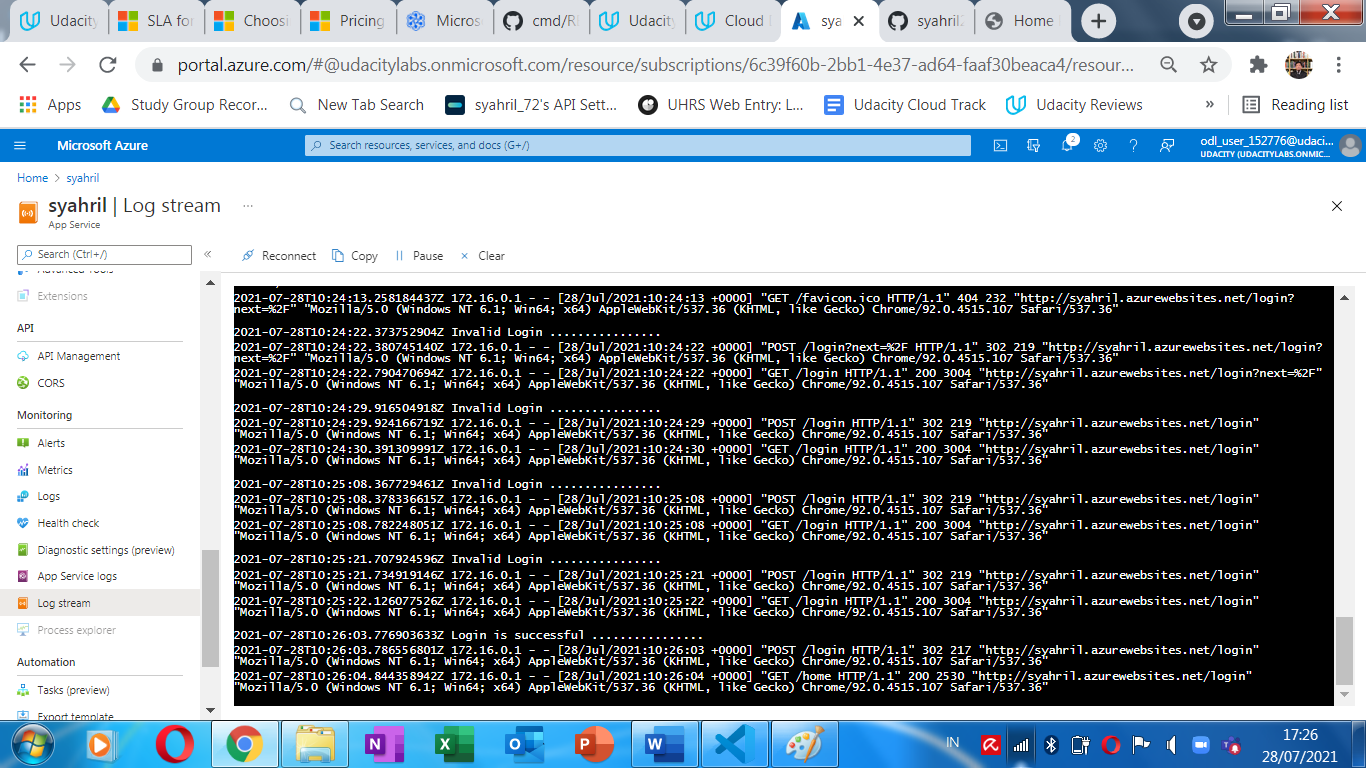 Udacity
SLA for
Choosi
Pricing
Micros
cmd/R
Udacity
Cloud
sya
syahril
Home
portal.azure.com/#@udacitylabs.onmicrosoft.com/resource/subscriptions/6c39f60b-2bb1-4e37-ad64-faaf30beaca4/resour...
Apps
Study Group Recor...
New Tab Search
syahril_72's API Sett...
UHRS Web Entry: L...
Udacity Cloud Track
Udacity Reviews
»
Reading list
Microsoft Azure
Search resources, services, and docs (G+/)
2
odl_user_152776@udaci...
UDACITY (UDACITYLABS.ONMIC...
Home > syahril
syahril | Log stream ...
App Service
Search (Ctrl+/)
«
Reconnect
Copy
Pause
Clear
Advanced Tools
Extensions
API
API Management
CORS
Monitoring
Alerts
Metrics
Logs
Health check
Diagnostic settings (preview)
App Service logs
Log stream
Process explorer
Automation
Tasks (preview)
Export template
2021-07-28T10:24:13.258184437Z 172.16.0.1 - - [28/Jul/2021:10:24:13 +0000] "GET /favicon.ico HTTP/1.1" 404 232 "http://syahril.azurewebsites.net/login?
next=%2F" "Mozilla/5.0 (Windows NT 6.1; Win64; x64) AppleWebKit/537.36 (KHTML, like Gecko) Chrome/92.0.4515.107 Safari/537.36"
2021-07-28T10:24:22.373752904Z Invalid Login ................
2021-07-28T10:24:22.380745140Z 172.16.0.1 - - [28/Jul/2021:10:24:22 +0000] "POST /login?next=%2F HTTP/1.1" 302 219 "http://syahril.azurewebsites.net/login?
next=%2F" "Mozilla/5.0 (Windows NT 6.1; Win64; x64) AppleWebKit/537.36 (KHTML, like Gecko) Chrome/92.0.4515.107 Safari/537.36"
2021-07-28T10:24:22.790470694Z 172.16.0.1 - - [28/Jul/2021:10:24:22 +0000] "GET /login HTTP/1.1" 200 3004 "http://syahril.azurewebsites.net/login?next=%2F"
"Mozilla/5.0 (Windows NT 6.1; Win64; x64) AppleWebKit/537.36 (KHTML, like Gecko) Chrome/92.0.4515.107 Safari/537.36"
2021-07-28T10:24:29.916504918Z Invalid Login ................
2021-07-28T10:24:29.924166719Z 172.16.0.1 - - [28/Jul/2021:10:24:29 +0000] "POST /login HTTP/1.1" 302 219 "http://syahril.azurewebsites.net/login"
"Mozilla/5.0 (Windows NT 6.1; Win64; x64) AppleWebKit/537.36 (KHTML, like Gecko) Chrome/92.0.4515.107 Safari/537.36"
2021-07-28T10:24:30.391309991Z 172.16.0.1 - - [28/Jul/2021:10:24:30 +0000] "GET /login HTTP/1.1" 200 3004 "http://syahril.azurewebsites.net/login"
"Mozilla/5.0 (Windows NT 6.1; Win64; x64) AppleWebKit/537.36 (KHTML, like Gecko) Chrome/92.0.4515.107 Safari/537.36"
2021-07-28T10:25:08.367729461Z Invalid Login ................
2021-07-28T10:25:08.378336615Z 172.16.0.1 - - [28/Jul/2021:10:25:08 +0000] "POST /login HTTP/1.1" 302 219 "http://syahril.azurewebsites.net/login"
"Mozilla/5.0 (Windows NT 6.1; Win64; x64) AppleWebKit/537.36 (KHTML, like Gecko) Chrome/92.0.4515.107 Safari/537.36"
2021-07-28T10:25:08.782248051Z 172.16.0.1 - - [28/Jul/2021:10:25:08 +0000] "GET /login HTTP/1.1" 200 3004 "http://syahril.azurewebsites.net/login"
"Mozilla/5.0 (Windows NT 6.1; Win64; x64) AppleWebKit/537.36 (KHTML, like Gecko) Chrome/92.0.4515.107 Safari/537.36"
2021-07-28T10:25:21.707924596Z Invalid Login ................
2021-07-28T10:25:21.734919146Z 172.16.0.1 - - [28/Jul/2021:10:25:21 +0000] "POST /login HTTP/1.1" 302 219 "http://syahril.azurewebsites.net/login"
"Mozilla/5.0 (Windows NT 6.1; Win64; x64) AppleWebKit/537.36 (KHTML, like Gecko) Chrome/92.0.4515.107 Safari/537.36"
2021-07-28T10:25:22.126077526Z 172.16.0.1 - - [28/Jul/2021:10:25:22 +0000] "GET /login HTTP/1.1" 200 3004 "http://syahril.azurewebsites.net/login"
"Mozilla/5.0 (Windows NT 6.1; Win64; x64) AppleWebKit/537.36 (KHTML, like Gecko) Chrome/92.0.4515.107 Safari/537.36"
2021-07-28T10:26:03.776903633Z Login is successful ................
2021-07-28T10:26:03.786556801Z 172.16.0.1 - - [28/Jul/2021:10:26:03 +0000] "POST /login HTTP/1.1" 302 217 "http://syahril.azurewebsites.net/login"
"Mozilla/5.0 (Windows NT 6.1; Win64; x64) AppleWebKit/537.36 (KHTML, like Gecko) Chrome/92.0.4515.107 Safari/537.36"
2021-07-28T10:26:04.844358942Z 172.16.0.1 - - [28/Jul/2021:10:26:04 +0000] "GET /home HTTP/1.1" 200 2530 "http://syahril.azurewebsites.net/login"
"Mozilla/5.0 (Windows NT 6.1; Win64; x64) AppleWebKit/537.36 (KHTML, like Gecko) Chrome/92.0.4515.107 Safari/537.36"
IN
17:26
28/07/2021